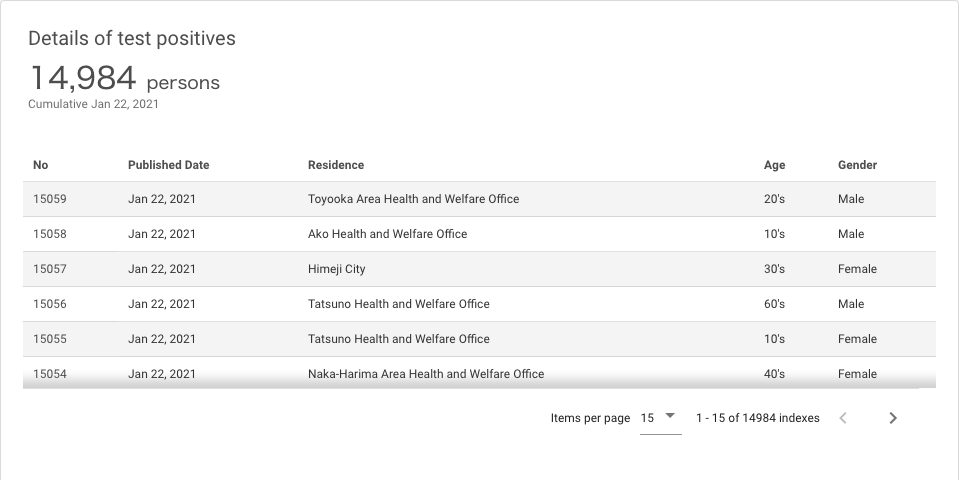 Details of test positives
14,984 persons
Cumulative Jan 22, 2021
No Published Date Residence Age Gender
15059 Jan 22, 2021 Toyooka Area Health and Welfare Office 20's Male
15058 Jan 22, 2021 Ako Health and Welfare Office 10's Male
15057 Jan 22, 2021 Himeji City 30's Female
15056 Jan 22, 2021 Tatsuno Health and Welfare Office 60's Male
15055 Jan 22, 2021 Tatsuno Health and Welfare Office 10's Female
15054 Jan 22, 2021 Naka-Harima Area Health and Welfare Office 40's Female
Items per page 15 1 - 15 of 14984 indexes